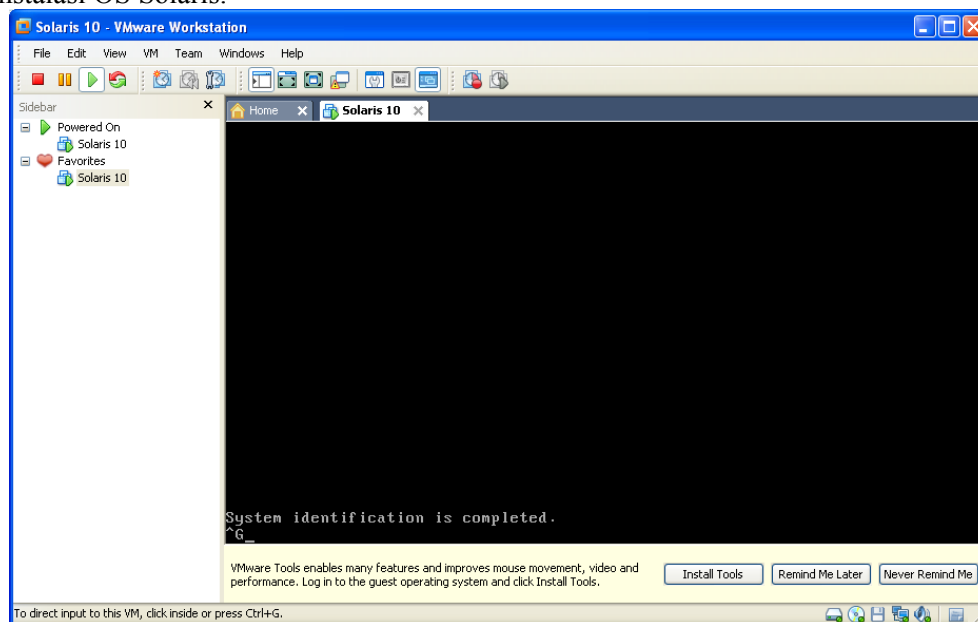 instalasi OS Solaris.
Solaris 10 - VMware Workstation
File Edit View VM Team Windows Help
Sidebar
Home
Solaris 10
Powered On
Solaris 10
Favorites
Solaris 10
System identification is completed.
^G_
VMware Tools enables many features and improves mouse movement, video and
performance. Log in to the guest operating system and click Install Tools.
Install Tools
Remind Me Later
Never Remind Me
To direct input to this VM, click inside or press Ctrl+G.